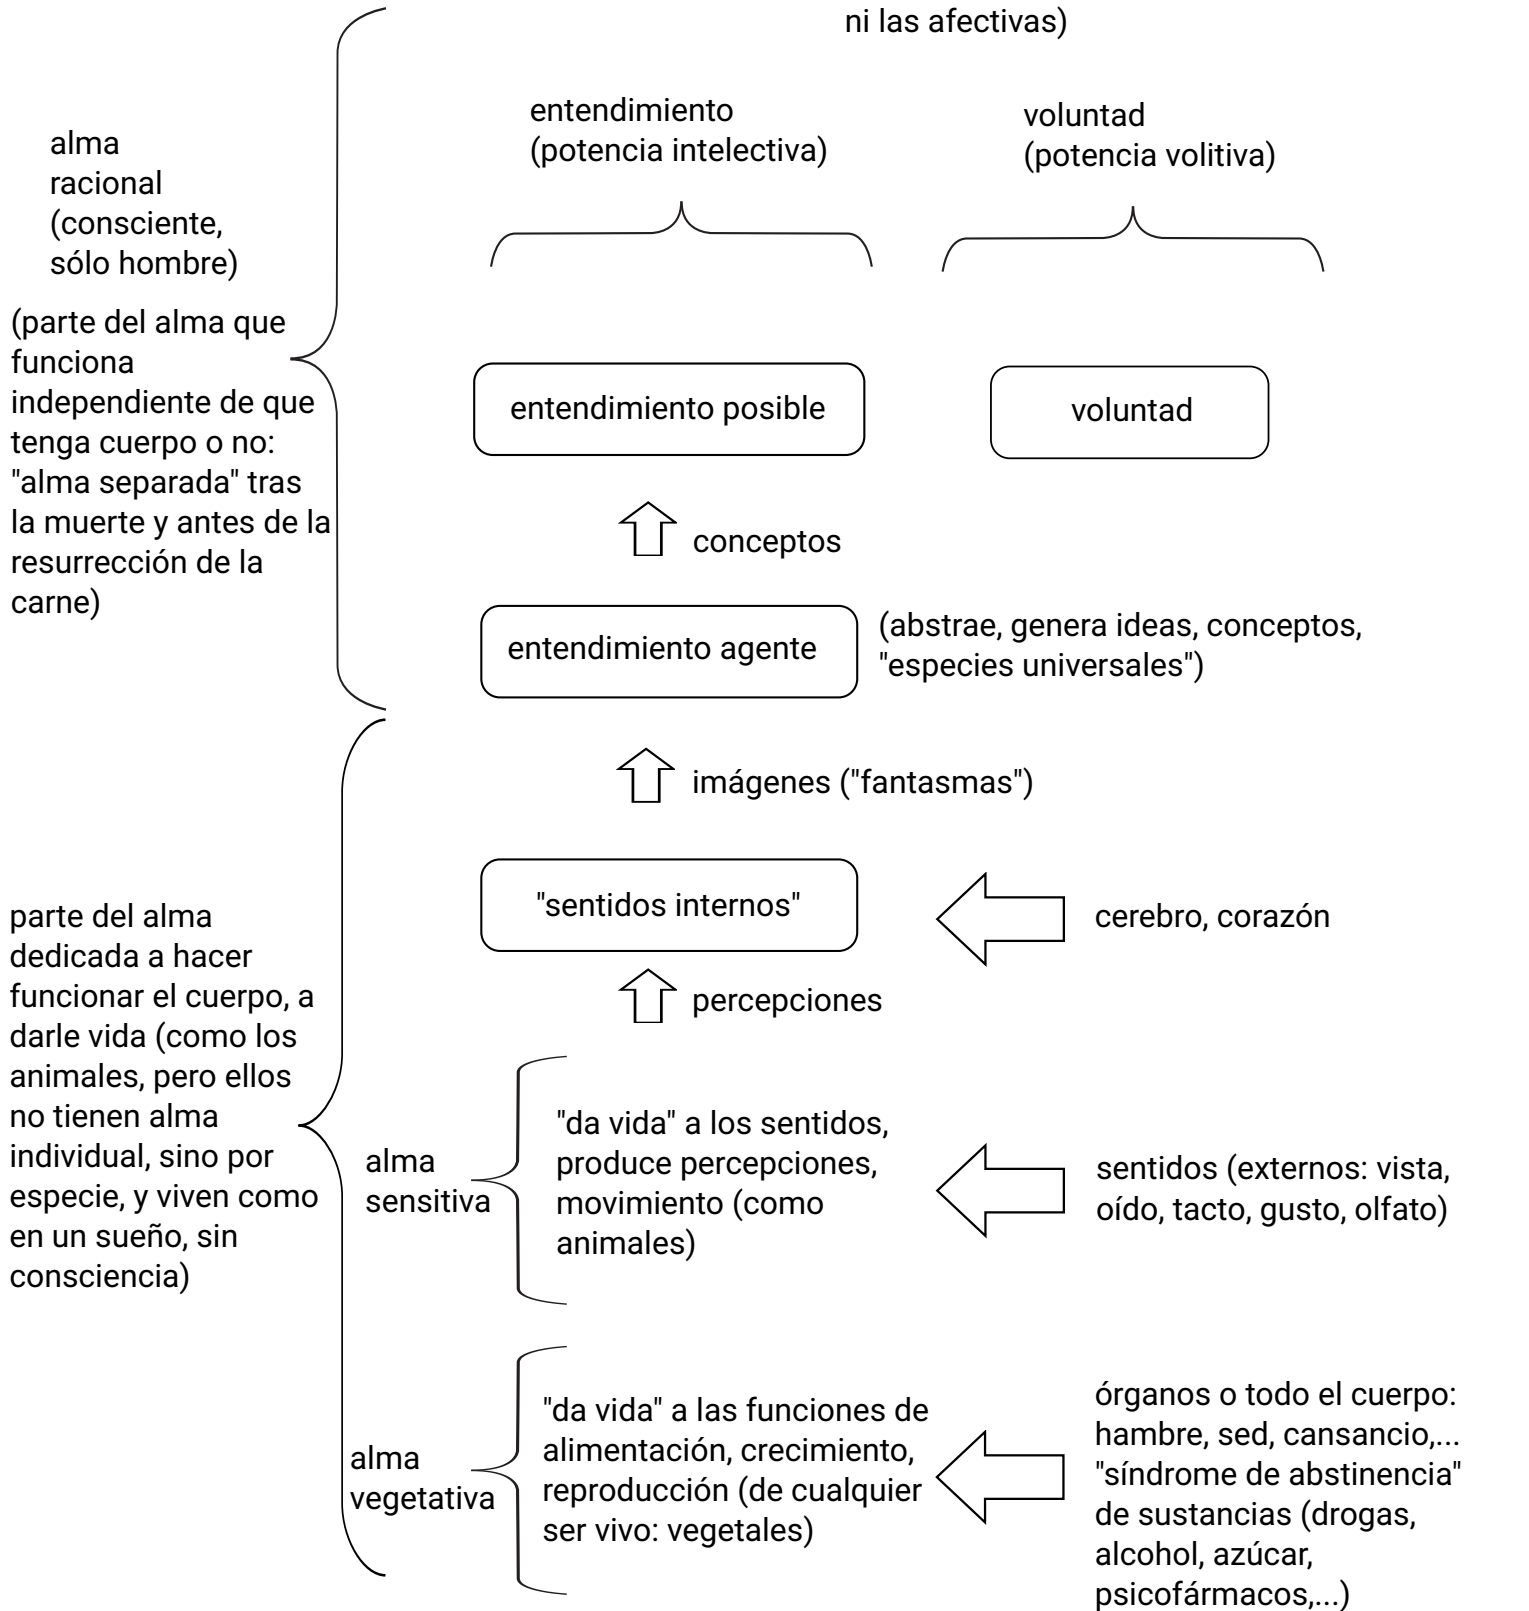 ni las afectivas)
entendimiento
(potencia intelectiva)
voluntad
(potencia volitiva)
alma
racional
(consciente,
sólo hombre)
(parte del alma que
funciona
independiente de que
tenga cuerpo o no:
"alma separada" tras
la muerte y antes de la
resurrección de la
carne)
entendimiento posible
voluntad
conceptos
entendimiento agente
(abstrae, genera ideas, conceptos,
"especies universales")
imágenes ("fantasmas")
"sentidos internos"
cerebro, corazón
percepciones
parte del alma
dedicada a hacer
funcionar el cuerpo, a
darle vida (como los
animales, pero ellos
no tienen alma
individual, sino por
especie, y viven como
en un sueño, sin
consciencia)
alma
sensitiva
"da vida" a los sentidos,
produce percepciones,
movimiento (como
animales)
sentidos (externos: vista,
oído, tacto, gusto, olfato)
alma
vegetativa
"da vida" a las funciones de
alimentación, crecimiento,
reproducción (de cualquier
ser vivo: vegetales)
órganos o todo el cuerpo:
hambre, sed, cansancio,...
"síndrome de abstinencia"
de sustancias (drogas,
alcohol, azúcar,
psicofármacos,...)